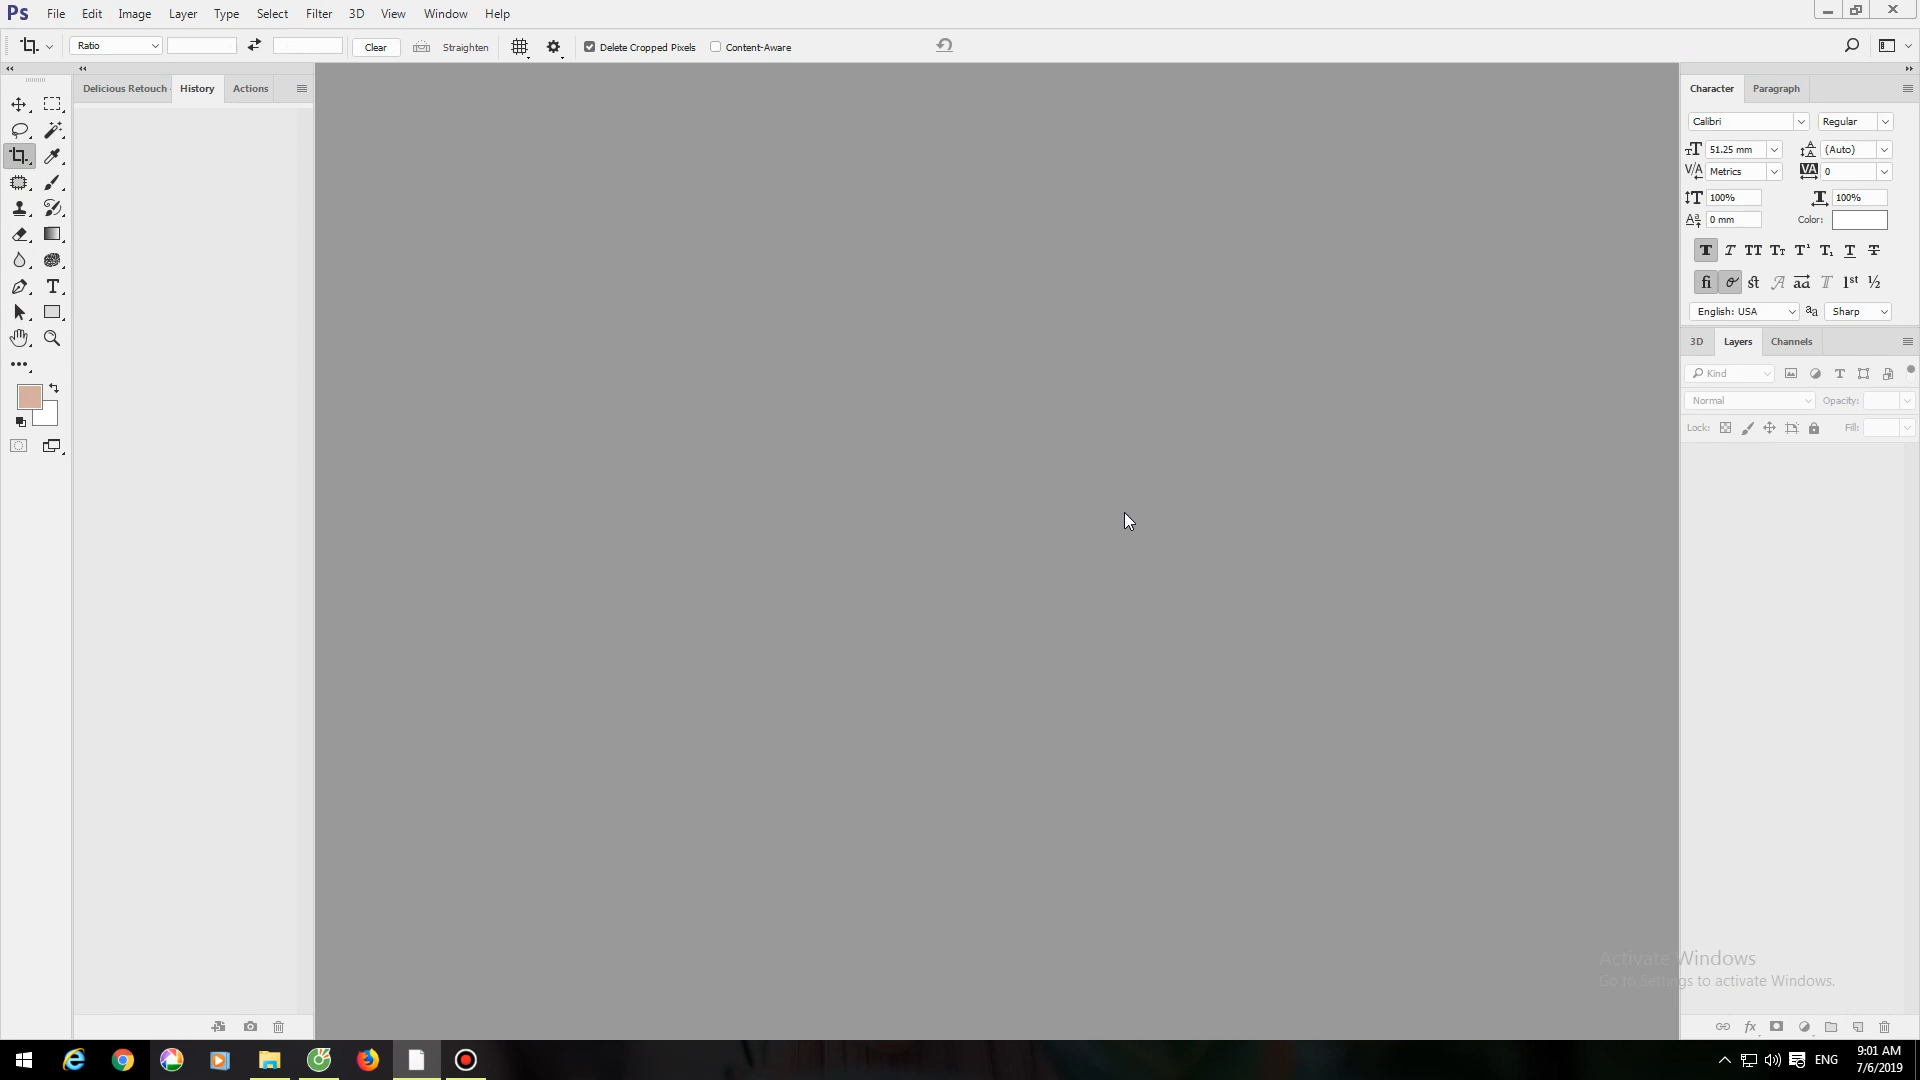 Ps File Edit Image Layer Type Select Filter 3D View Window Help
Ratio Clear Straighten Delete Cropped Pixels Content-Aware
Delicious Retouch History Actions
Character Paragraph
Calibri Regular
51.25 mm (Auto)
Metrics 0
100% 100%
0 mm Color:
English: USA Sharp
3D Layers Channels
Kind
Normal Opacity:
Lock: Fill:
Activate Windows
Go to Settings to activate Windows.
ENG
9:01 AM
7/6/2019